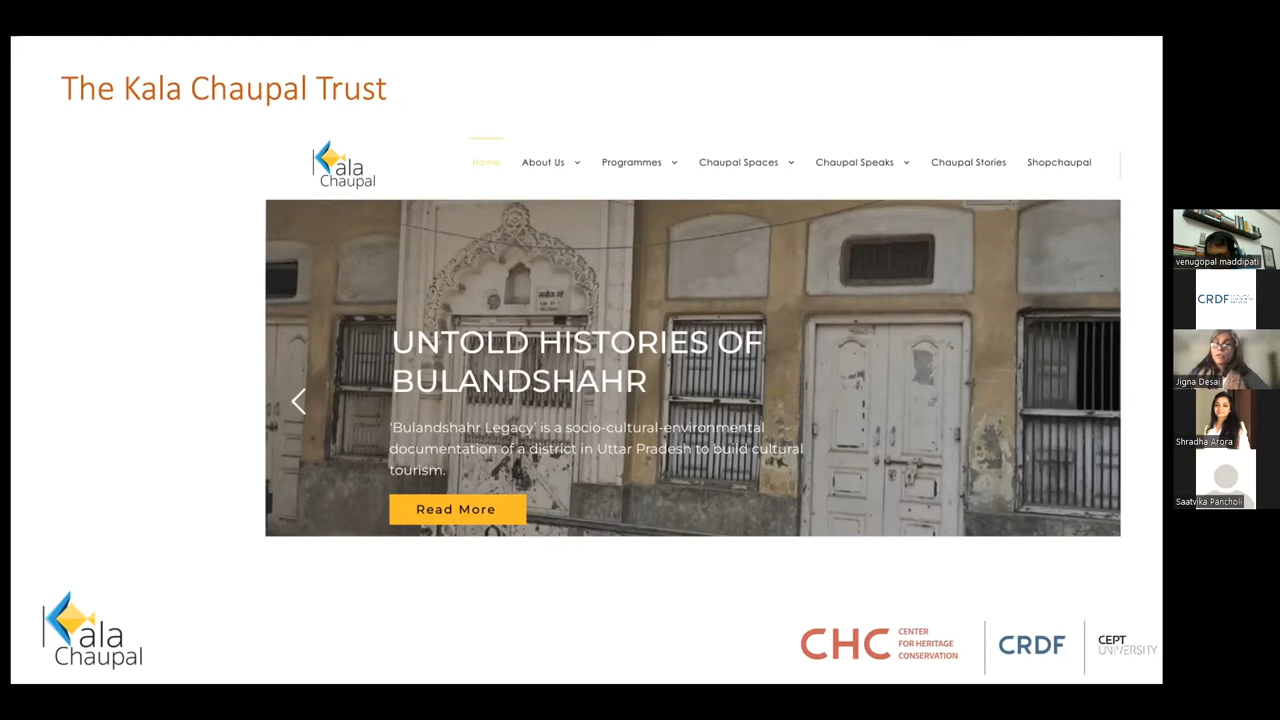 The Kala Chaupal Trust
Kala
Chaupal
Home
About Us
Programmes
Chaupal Spaces
Chaupal Speaks
Chaupal Stories
Shopchaupal
UNTOLD HISTORIES OF
BULANDSHAHR
'Bulandshahr Legacy' is a socio-cultural-environmental
documentation of a district in Uttar Pradesh to build cultural
tourism.
Read More
Kala
Chaupal
CHC
CENTER
FOR HERITAGE
CONSERVATION
CRDF
CEPT
UNIVERSITY
venugopal maddipati
CRDF
Jigna Desai
Shradha Arora
Saatvika Pancholi